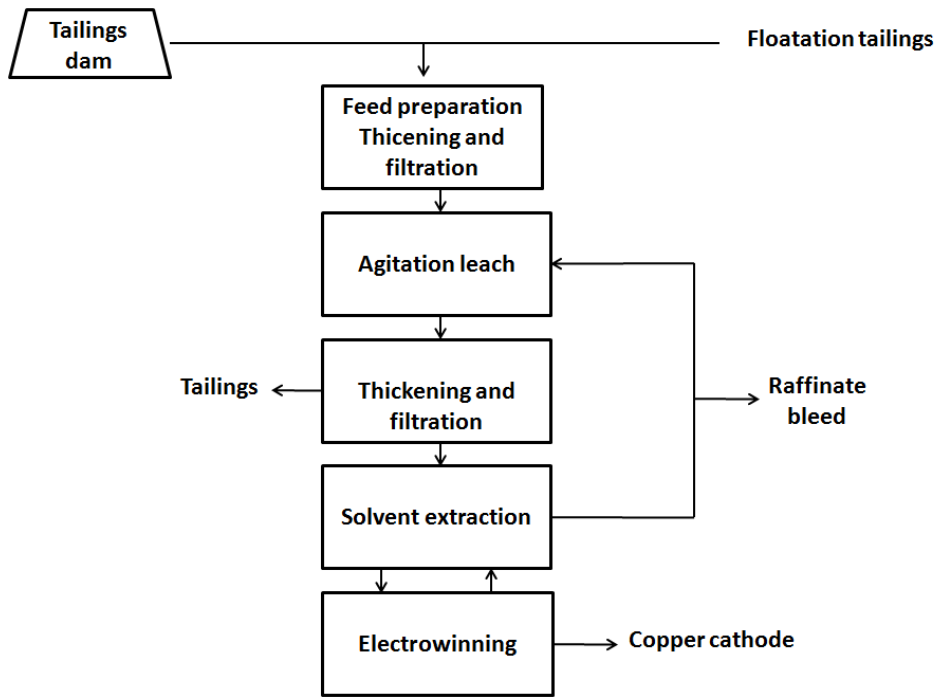 Tailings
dam
Floatation tailings
Feed preparation
Thicening and
filtration
Agitation leach
Tailings
Thickening and
filtration
Raffinate
bleed
Solvent extraction
Electrowinning
Copper cathode